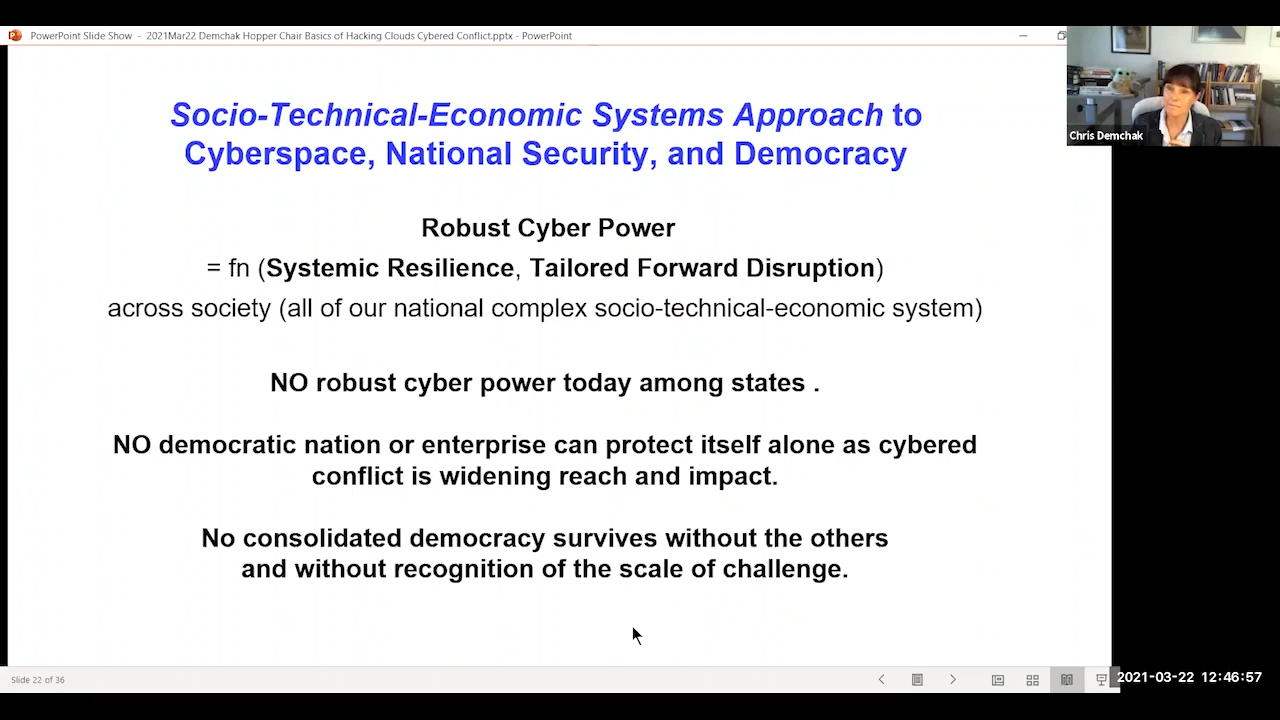 PowerPoint Slide Show - 2021Mar22 Demchak Hopper Chair Basics of Hacking Clouds Cybered Conflict.pptx - PowerPoint
Chris Demchak
Socio-Technical-Economic Systems Approach to
Cyberspace, National Security, and Democracy
Robust Cyber Power
= fn (Systemic Resilience, Tailored Forward Disruption)
across society (all of our national complex socio-technical-economic system)
NO robust cyber power today among states .
NO democratic nation or enterprise can protect itself alone as cybered
conflict is widening reach and impact.
No consolidated democracy survives without the others
and without recognition of the scale of challenge.
Slide 22 of 36
2021-03-22 12:46:57